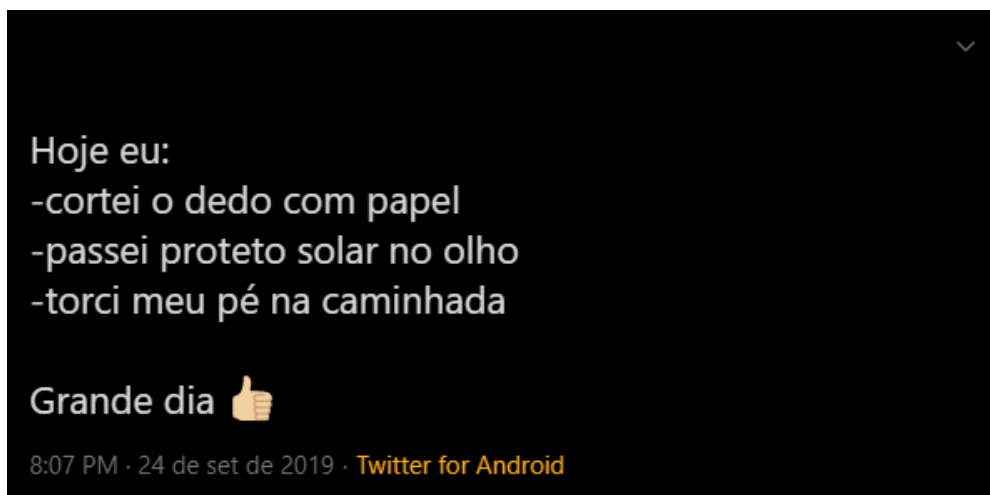 Hoje eu:
-cortei o dedo com papel
-passei proteto solar no olho
-torci meu pé na caminhada
Grande dia 👍🏼
8:07 PM · 24 de set de 2019 · Twitter for Android